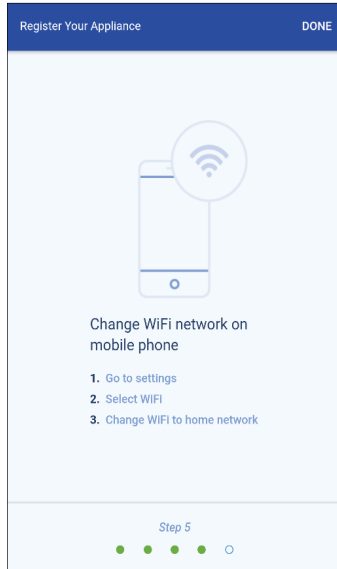 Register Your Appliance DONE
Change WiFi network on
mobile phone
1. Go to settings
2. Select WiFi
3. Change WiFi to home network
Step 5